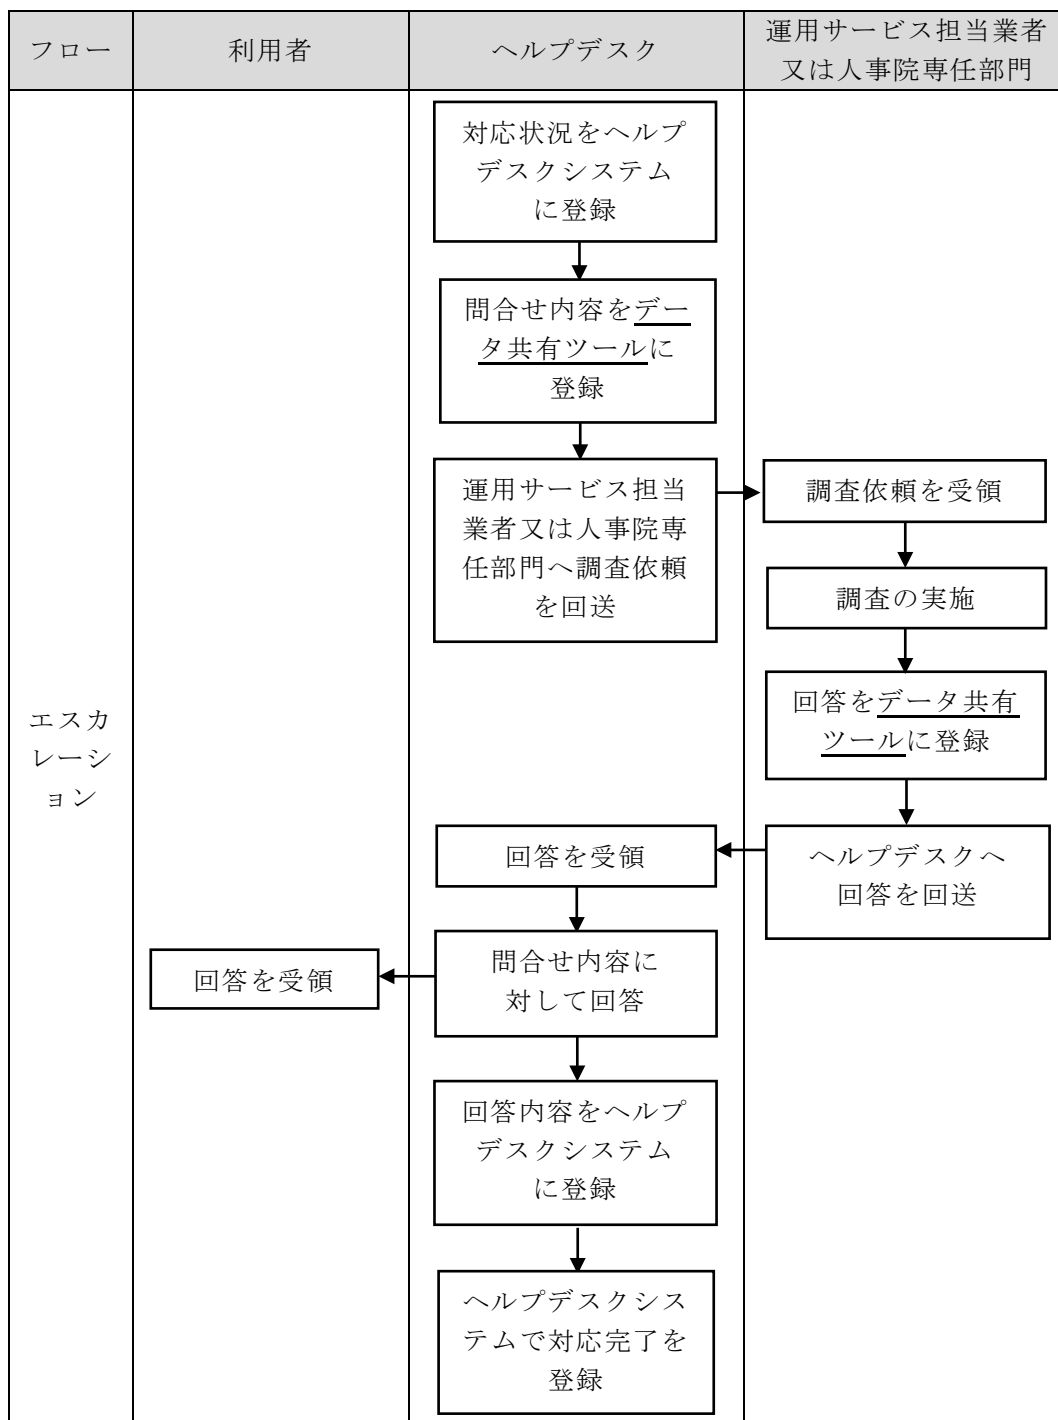 フロー
利用者
ヘルプデスク
運用サービス担当業者
又は人事院専任部門
エスカ
レーシ
ョン
対応状況をヘルプ
デスクシステム
に登録
問合せ内容をデー
タ共有ツールに
登録
運用サービス担当
業者又は人事院専
任部門へ調査依頼
を回送
調査依頼を受領
調査の実施
回答をデータ共有
ツールに登録
ヘルプデスクへ
回答を回送
回答を受領
問合せ内容に
対して回答
回答を受領
回答内容をヘルプ
デスクシステム
に登録
ヘルプデスクシス
テムで対応完了を
登録